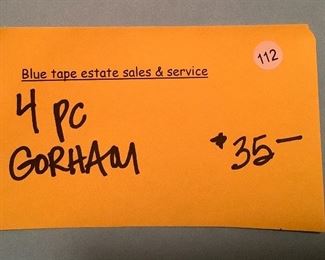 112
Blue tape estate sales & service
4 PC
GORHAM $35—